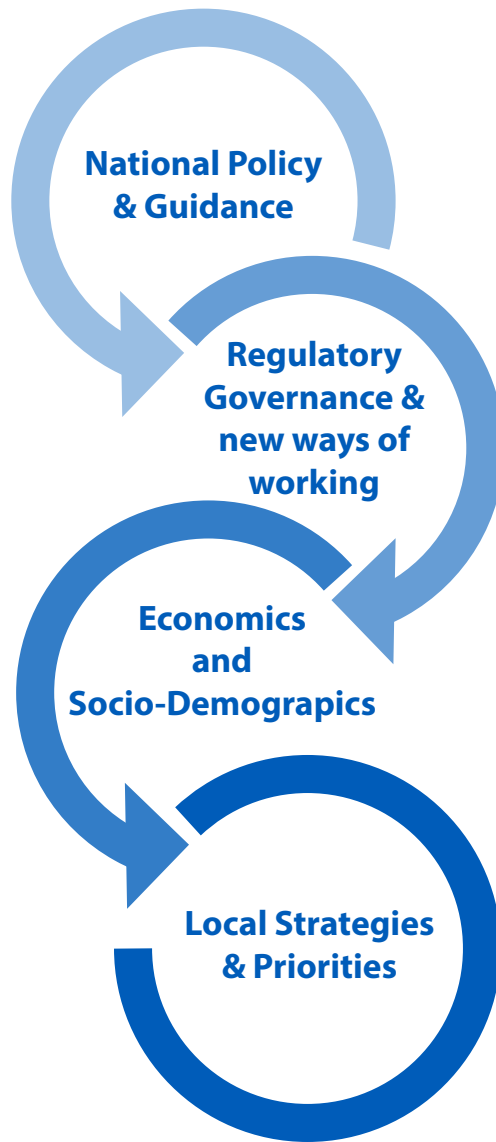 National Policy
& Guidance
Regulatory
Governance &
new ways of
working
Economics
and
Socio-Demograpics
Local Strategies
& Priorities